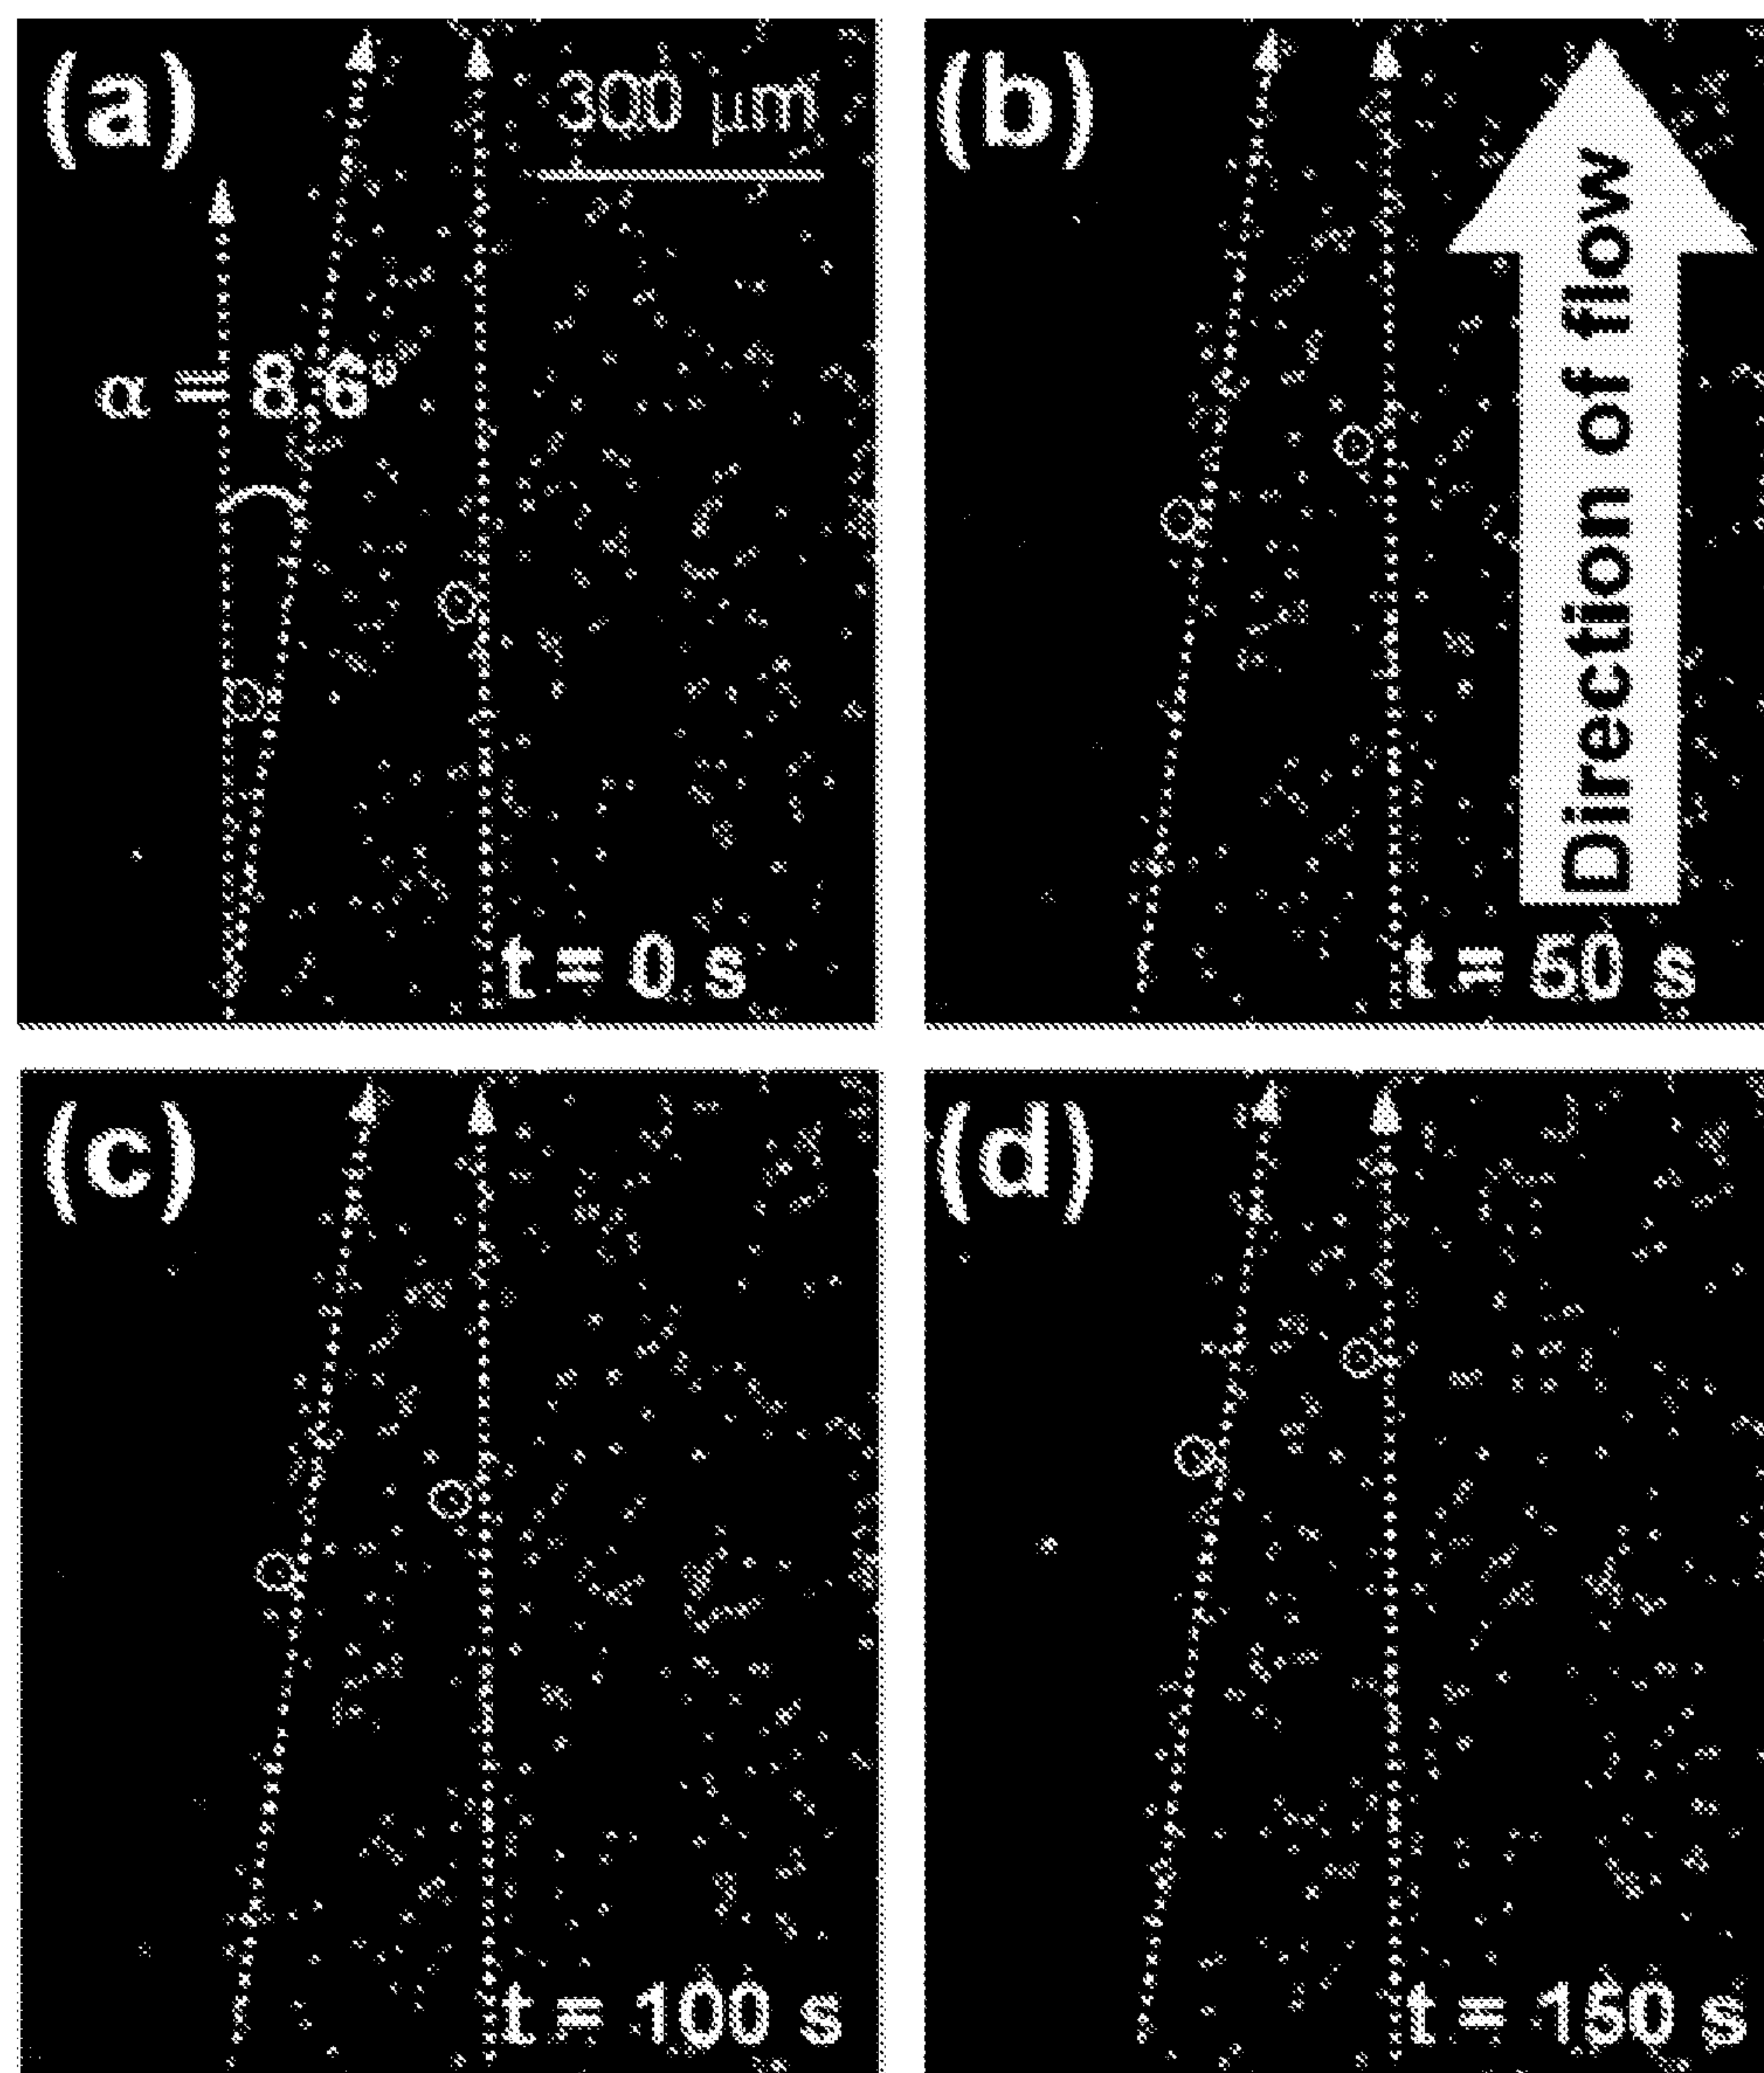 (a)
300 μm
α = 8.6°
t = 0 s
(b)
Direction of flow
t = 50 s
(c)
t = 100 s
(d)
t = 150 s